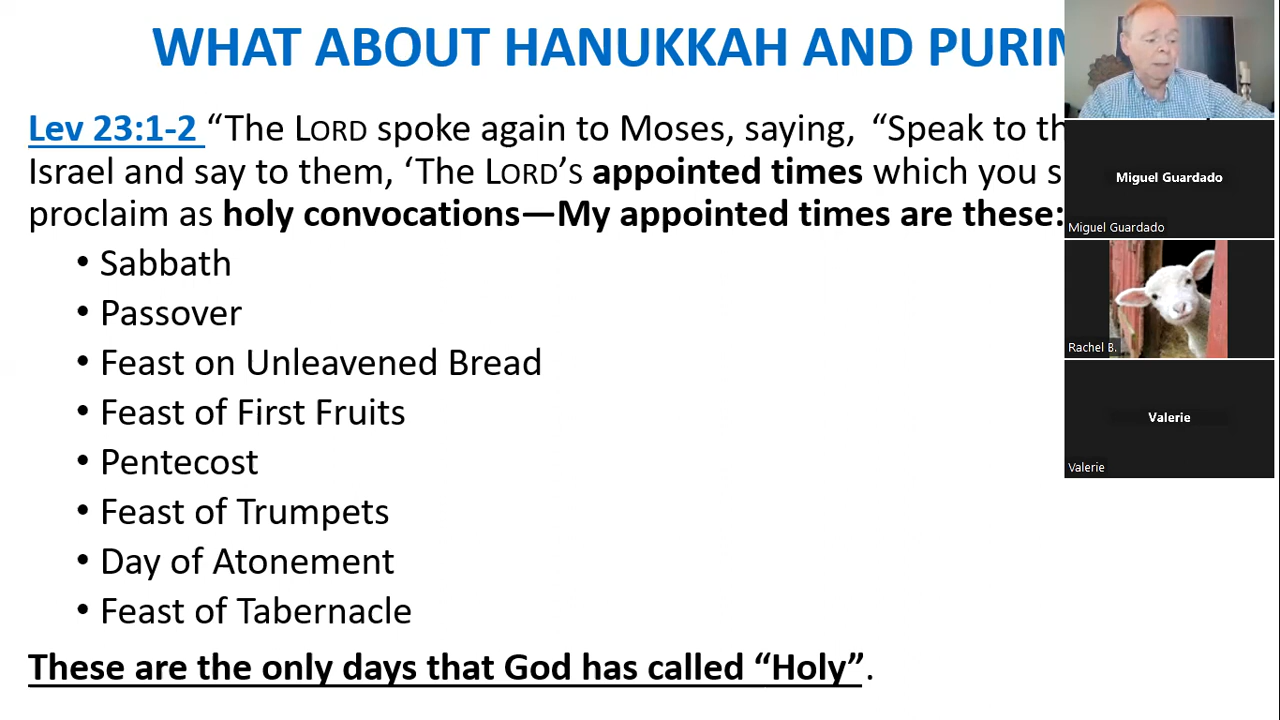 WHAT ABOUT HANUKKAH AND
Lev 23:1-2 “The LORD spoke again to Moses, saying, “Speak to
Israel and say to them, ‘The LORD’S appointed times which you
proclaim as holy convocations—My appointed times are these:
• Sabbath
• Passover
• Feast on Unleavened Bread
• Feast of First Fruits
• Pentecost
• Feast of Trumpets
• Day of Atonement
• Feast of Tabernacle
These are the only days that God has called “Holy”.
Miguel Guardado
Miguel Guardado
Rachel B.
Valerie
Valerie